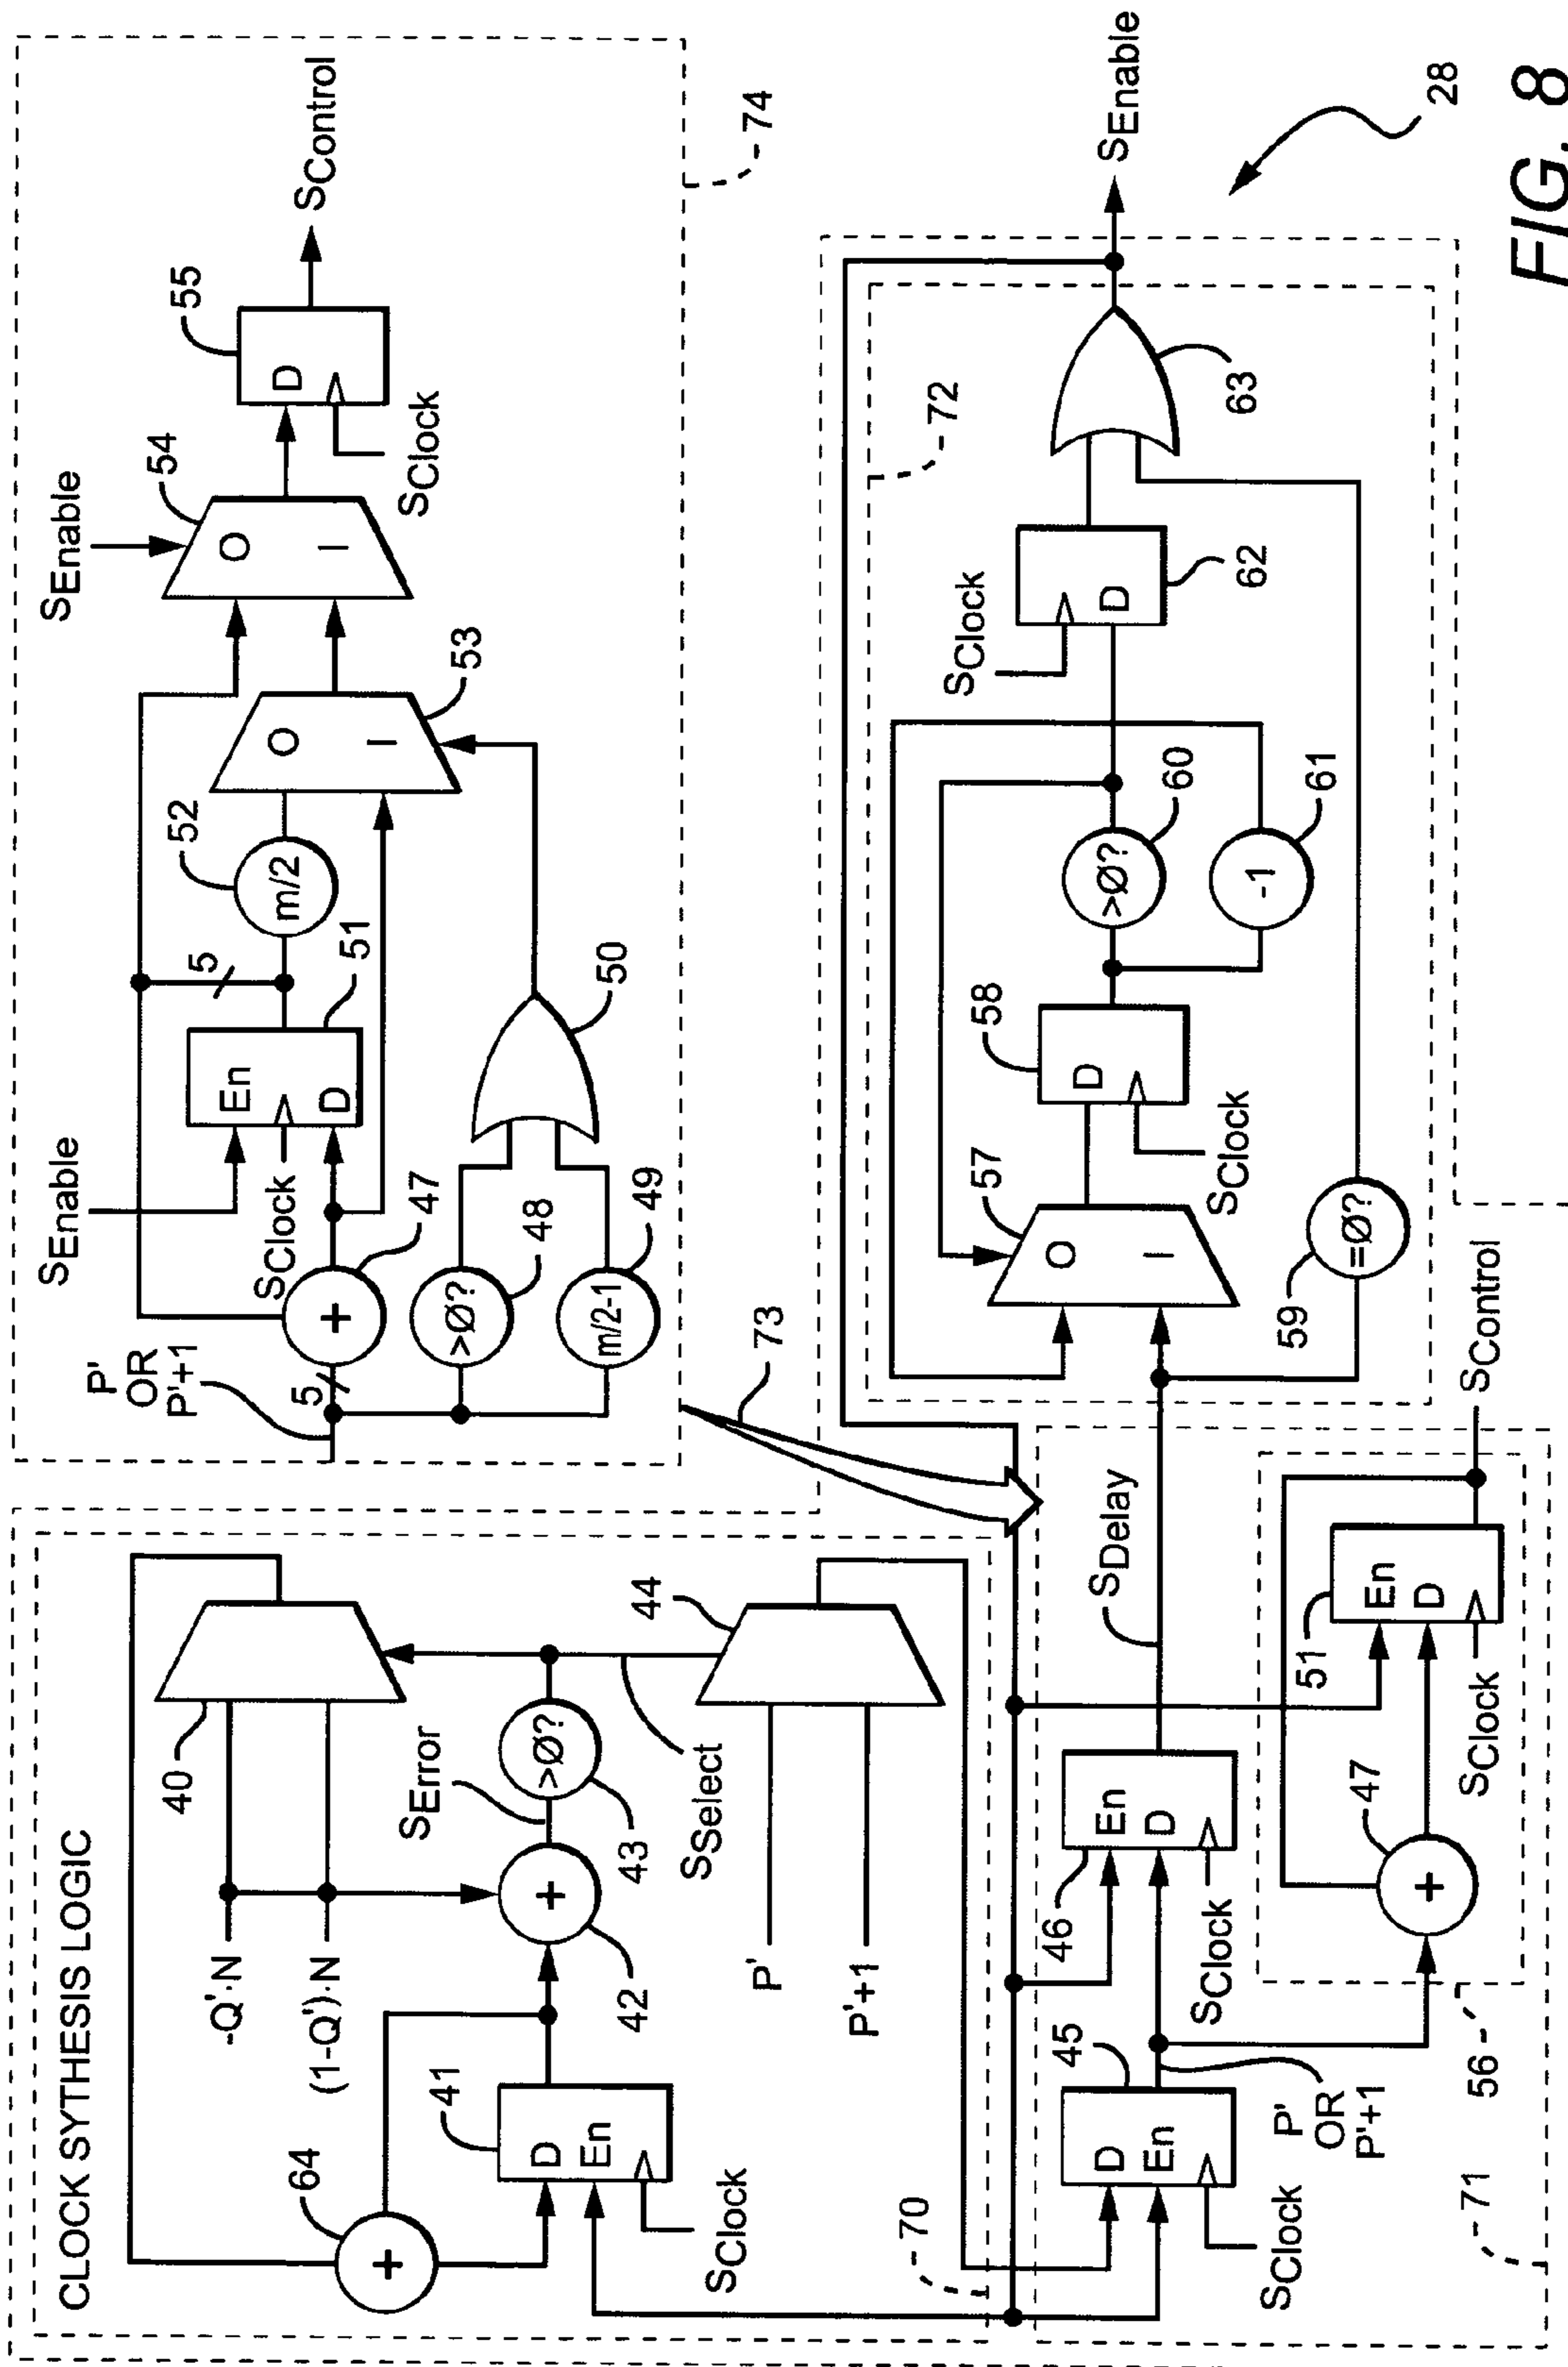 CLOCK SYTHESIS LOGIC
64
41
D
En
SClock
+
-Q'·N
(1-Q')·N
40
42
+
SError
>Ø?
43
SSelect
44
P'
P'+1
70
P'
OR
P'+1
5
+
47
SClock
SEnable
En
D
51
5
m/2
52
>Ø?
48
m/2-1
49
50
O
I
53
SEnable
O
I
54
D
55
SClock
SControl
74
73
45
D
En
SClock
P'
OR
P'+1
46
En
D
SClock
SDelay
47
+
51
En
D
SClock
SControl
56
71
57
O
I
58
D
SClock
59
=Ø?
>Ø?
60
-1
61
SClock
D
62
63
72
SEnable
28
FIG. 8